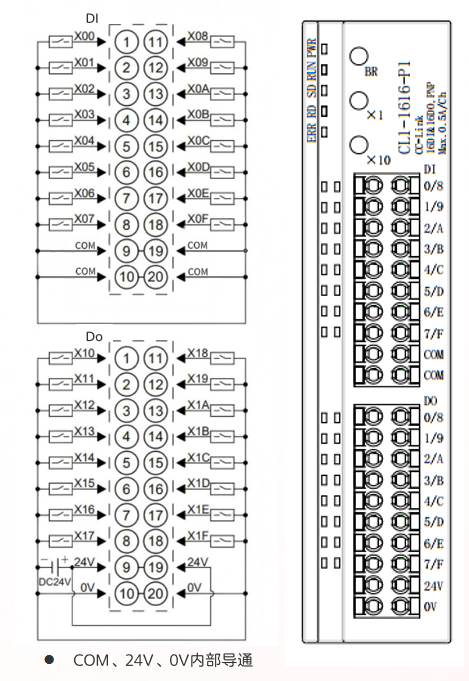 DI
X00 1 11 X08
X01 2 12 X09
X02 3 13 X0A
X03 4 14 X0B
X04 5 15 X0C
X05 6 16 X0D
X06 7 17 X0E
X07 8 18 X0F
COM 9 19 COM
COM 10 20 COM
Do
X10 1 11 X18
X11 2 12 X19
X12 3 13 X1A
X13 4 14 X1B
X14 5 15 X1C
X15 6 16 X1D
X16 7 17 X1E
X17 8 18 X1F
− + 24V 9 19 24V
DC24V 0V 10 20 0V
● COM、24V、0V内部导通
ERR RD SD RUN PWR
BR
×1
×10
CL1-1616-P1
CC-Link
16DI&16DO,PNP
Max.0.5A/Ch
DI
0/8
1/9
2/A
3/B
4/C
5/D
6/E
7/F
COM
COM
DO
0/8
1/9
2/A
3/B
4/C
5/D
6/E
7/F
24V
0V